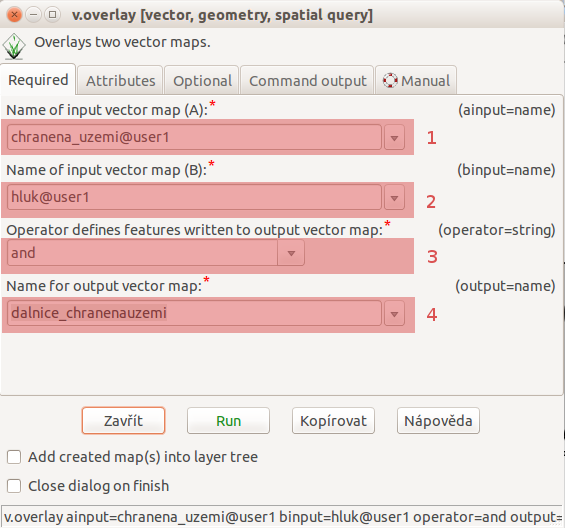 v.overlay [vector, geometry, spatial query]
Overlays two vector maps.
Required Attributes Optional Command output Manual
Name of input vector map (A):* (ainput=name)
chranena_uzemi@user1 1
Name of input vector map (B):* (binput=name)
hluk@user1 2
Operator defines features written to output vector map:* (operator=string)
and 3
Name for output vector map:* (output=name)
dalnice_chranenauzemi 4
Zavřít Run Kopírovat Nápověda
Add created map(s) into layer tree
Close dialog on finish
v.overlay ainput=chranena_uzemi@user1 binput=hluk@user1 operator=and output=